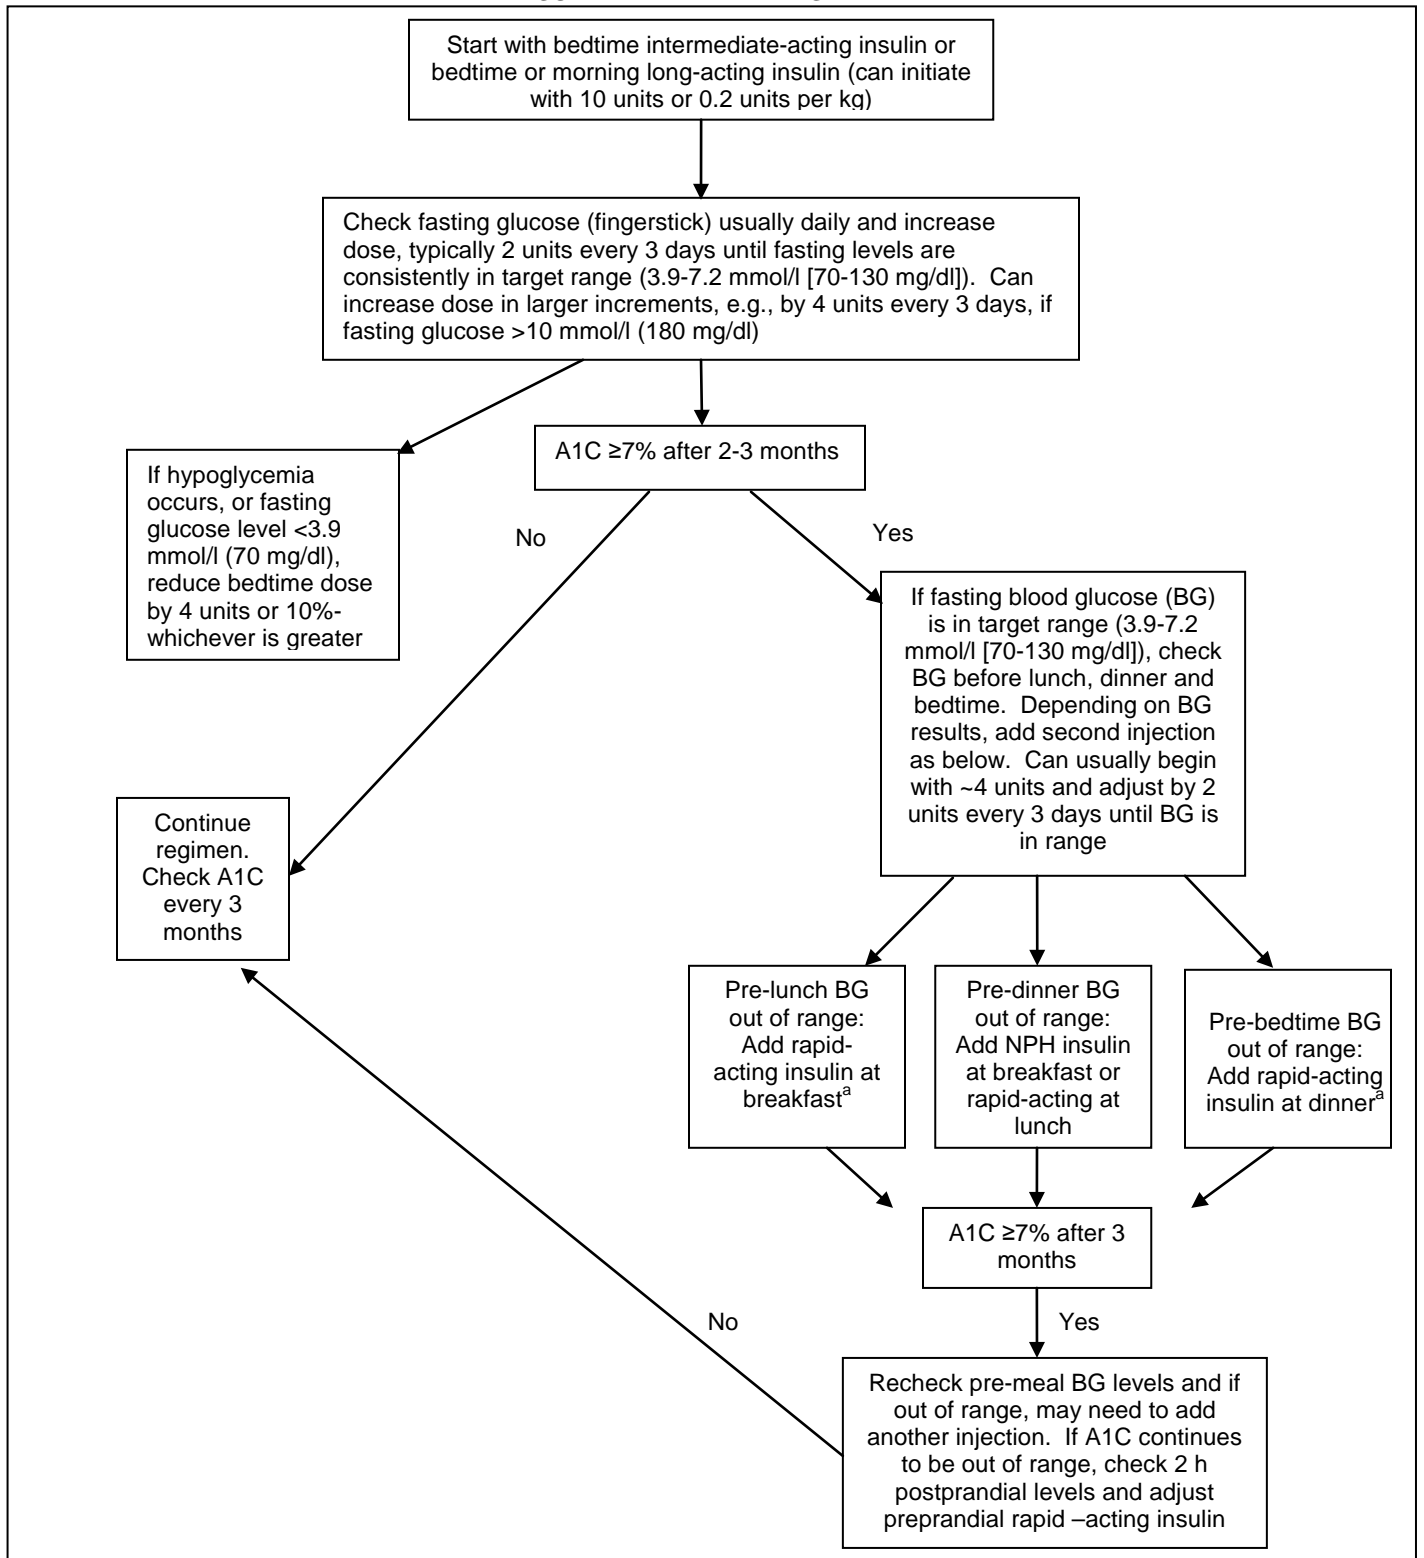 Start with bedtime intermediate-acting insulin or
bedtime or morning long-acting insulin (can initiate
with 10 units or 0.2 units per kg)
Check fasting glucose (fingerstick) usually daily and increase
dose, typically 2 units every 3 days until fasting levels are
consistently in target range (3.9-7.2 mmol/l [70-130 mg/dl]). Can
increase dose in larger increments, e.g., by 4 units every 3 days, if
fasting glucose >10 mmol/l (180 mg/dl)
If hypoglycemia
occurs, or fasting
glucose level <3.9
mmol/l (70 mg/dl),
reduce bedtime dose
by 4 units or 10%-
whichever is greater
A1C ≥7% after 2-3 months
No
Yes
If fasting blood glucose (BG)
is in target range (3.9-7.2
mmol/l [70-130 mg/dl]), check
BG before lunch, dinner and
bedtime. Depending on BG
results, add second injection
as below. Can usually begin
with ~4 units and adjust by 2
units every 3 days until BG is
in range
Continue
regimen.
Check A1C
every 3
months
Pre-lunch BG
out of range:
Add rapid-
acting insulin at
breakfast<sup>a</sup>
Pre-dinner BG
out of range:
Add NPH insulin
at breakfast or
rapid-acting at
lunch
Pre-bedtime BG
out of range:
Add rapid-acting
insulin at dinner<sup>a</sup>
A1C ≥7% after 3
months
No
Yes
Recheck pre-meal BG levels and if
out of range, may need to add
another injection. If A1C continues
to be out of range, check 2 h
postprandial levels and adjust
preprandial rapid –acting insulin